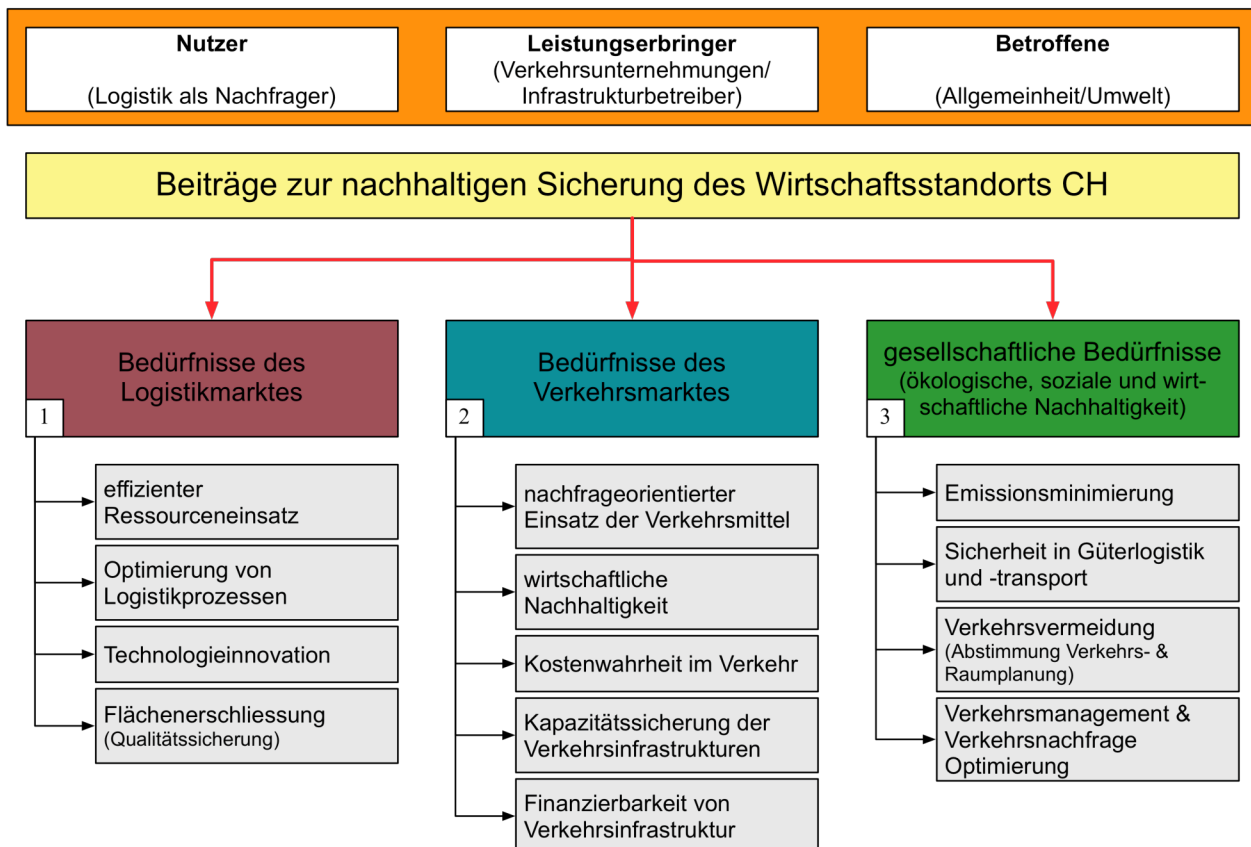 Nutzer
(Logistik als Nachfrager)
Leistungserbringer
(Verkehrsunternehmungen/
Infrastrukturbetreiber)
Betroffene
(Allgemeinheit/Umwelt)
Beiträge zur nachhaltigen Sicherung des Wirtschaftsstandorts CH
Bedürfnisse des
Logistikmarktes
1
effizienter
Ressourceneinsatz
Optimierung von
Logistikprozessen
Technologieinnovation
Flächenerschliessung
(Qualitätssicherung)
Bedürfnisse des
Verkehrsmarktes
2
nachfrageorientierter
Einsatz der Verkehrsmittel
wirtschaftliche
Nachhaltigkeit
Kostenwahrheit im Verkehr
Kapazitätssicherung der
Verkehrsinfrastrukturen
Finanzierbarkeit von
Verkehrsinfrastruktur
gesellschaftliche Bedürfnisse
(ökologische, soziale und wirt-
schaftliche Nachhaltigkeit)
3
Emissionsminimierung
Sicherheit in Güterlogistik
und -transport
Verkehrsvermeidung
(Abstimmung Verkehrs- &
Raumplanung)
Verkehrsmanagement &
Verkehrsnachfrage
Optimierung